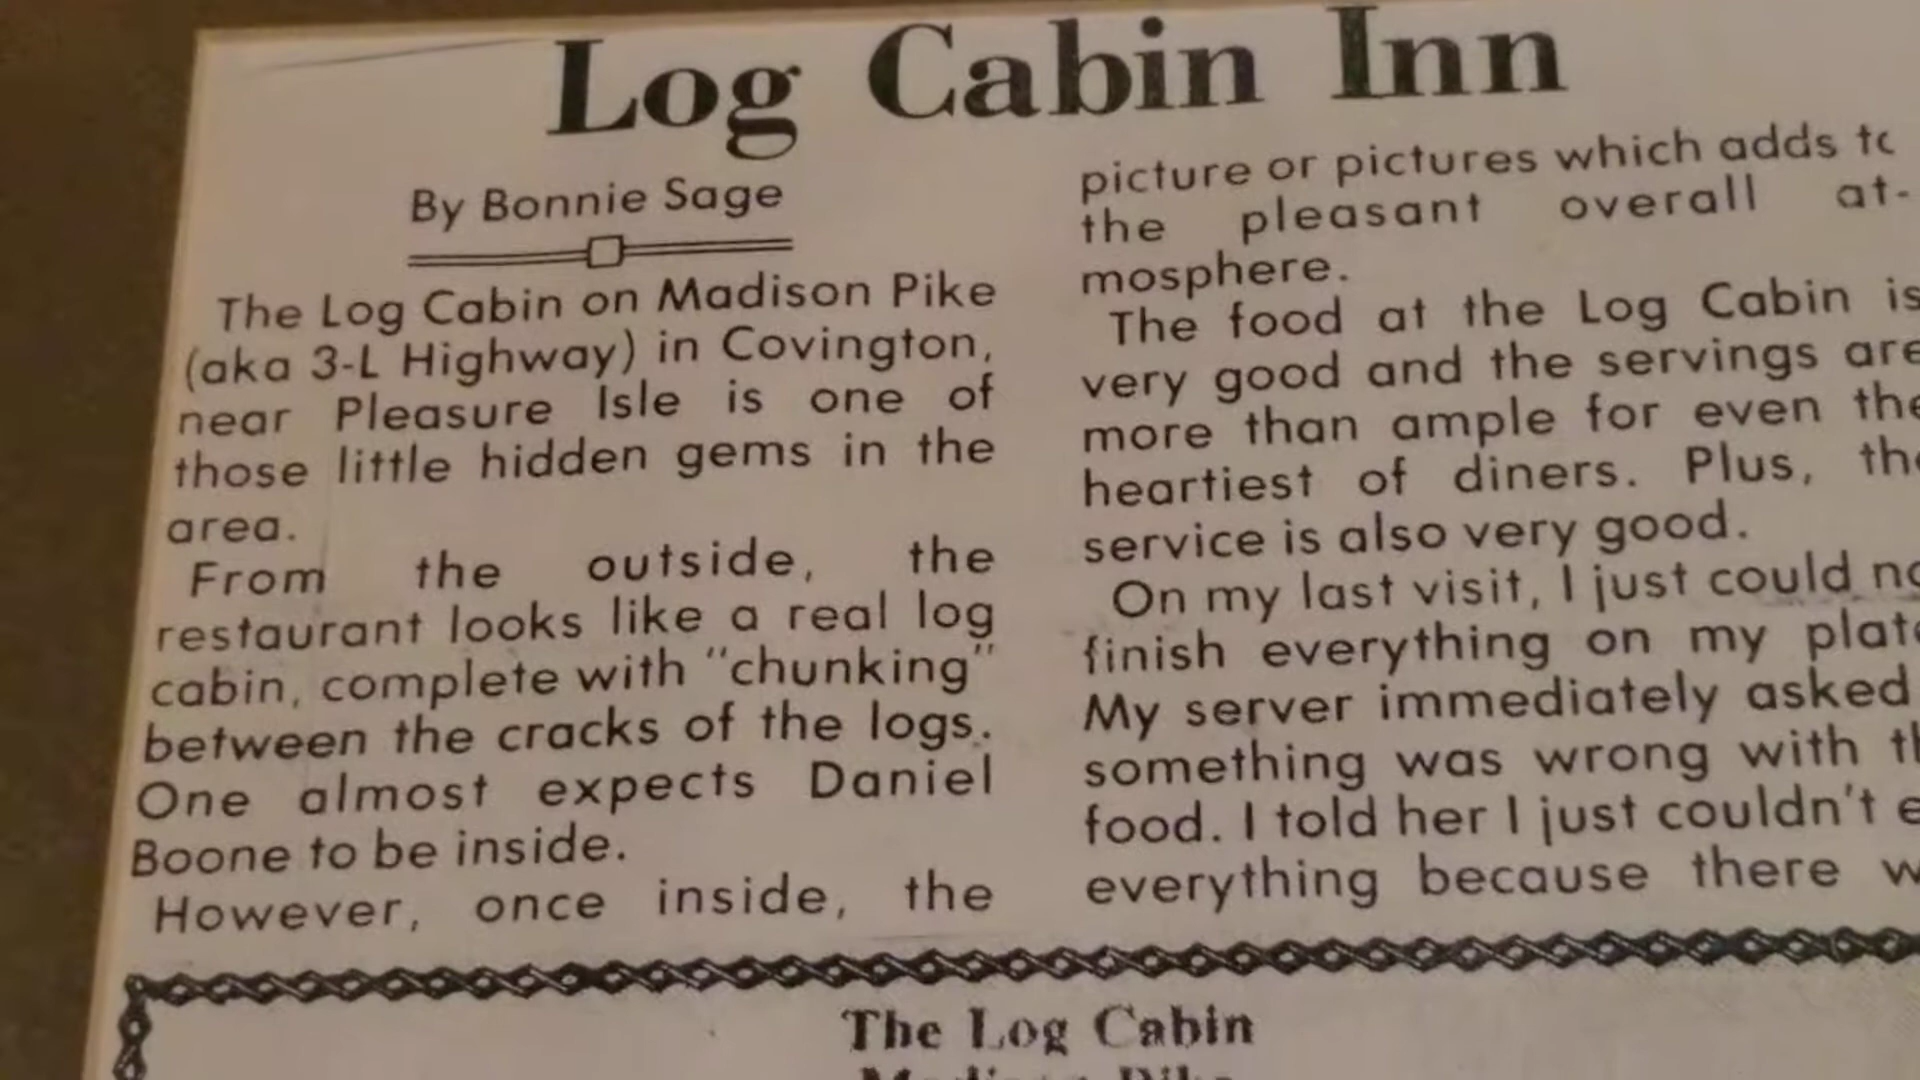 Log Cabin Inn
By Bonnie Sage
The Log Cabin on Madison Pike
(aka 3-L Highway) in Covington,
near Pleasure Isle is one of
those little hidden gems in the
area.
From the outside, the
restaurant looks like a real log
cabin, complete with "chunking"
between the cracks of the logs.
One almost expects Daniel
Boone to be inside.
However, once inside, the
picture or pictures which adds to
the pleasant overall at-
mosphere.
The food at the Log Cabin is
very good and the servings are
more than ample for even the
heartiest of diners. Plus, the
service is also very good.
On my last visit, I just could
finish everything on my plate
My server immediately asked
something was wrong with
food. I told her I just couldn't
everything because there
The Log Cabin
Madison Pike